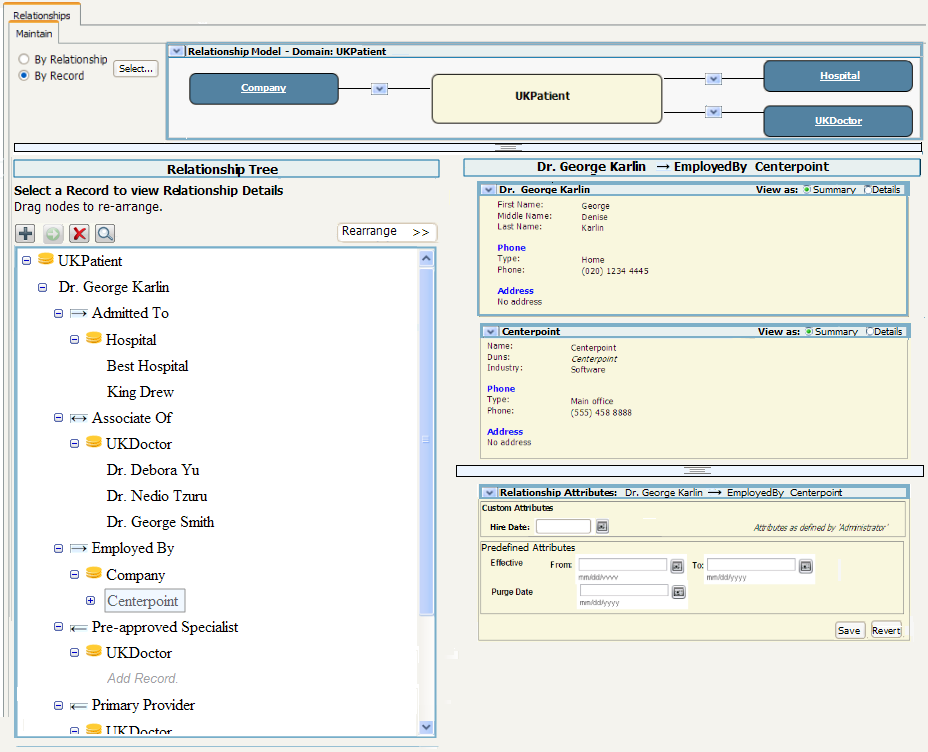 Relationships
Maintain
By Relationship
By Record
Select...
Relationship Model - Domain: UKPatient
Company
UKPatient
Hospital
UKDoctor
Relationship Tree
Select a Record to view Relationship Details
Drag nodes to re-arrange.
Rearrange >>
UKPatient
Dr. George Karlin
Admitted To
Hospital
Best Hospital
King Drew
Associate Of
UKDoctor
Dr. Debora Yu
Dr. Nedio Tzuru
Dr. George Smith
Employed By
Company
Centerpoint
Pre-approved Specialist
UKDoctor
Add Record.
Primary Provider
UKDoctor
Dr. George Karlin → EmployedBy Centerpoint
Dr. George Karlin View as: Summary Details
First Name: George
Middle Name: Denise
Last Name: Karlin
Phone
Type: Home
Phone: (020) 1234 4445
Address
No address
Centerpoint View as: Summary Details
Name: Centerpoint
Duns: Centerpoint
Industry: Software
Phone
Type: Main office
Phone: (555) 458 8888
Address
No address
Relationship Attributes: Dr. George Karlin → EmployedBy Centerpoint
Custom Attributes
Hire Date: Attributes as defined by 'Administrator'
Predefined Attributes
Effective From: To:
mm/dd/yyyy mm/dd/yyyy
Purge Date
mm/dd/yyyy
Save Revert